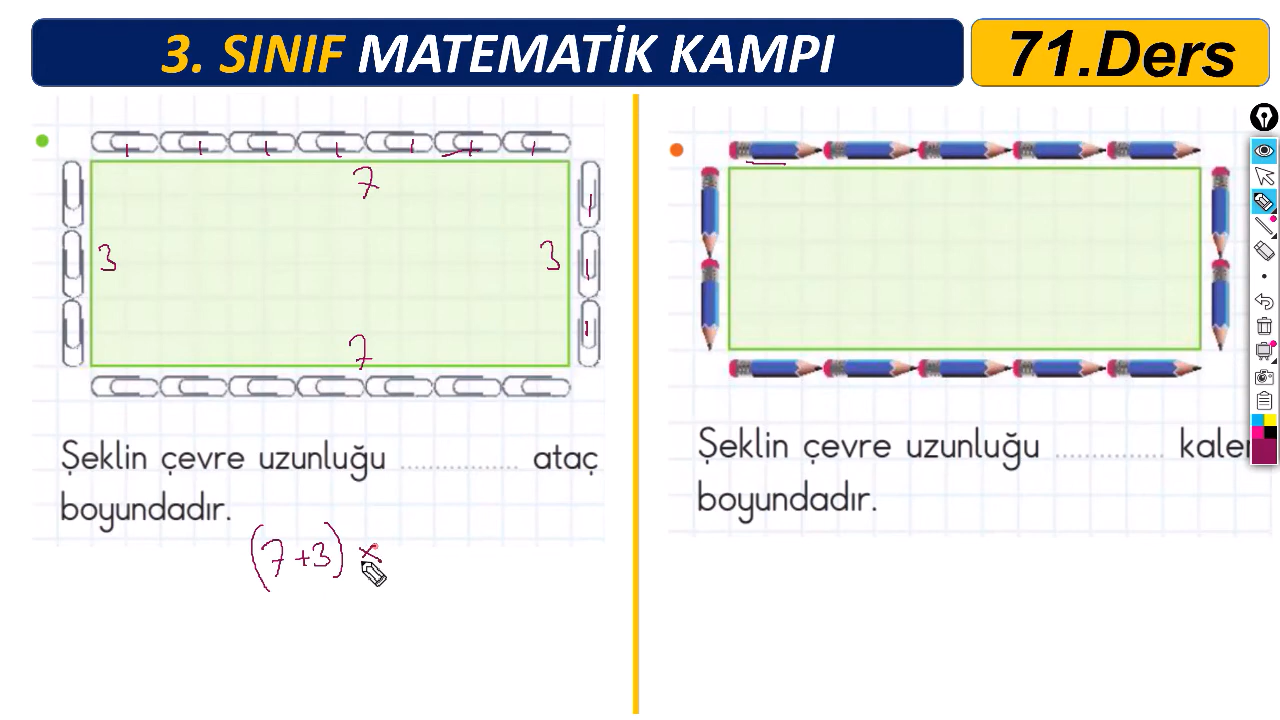 3. SINIF MATEMATİK KAMPI
71.Ders
7
3
3
7
Şeklin çevre uzunluğu ................ ataç
boyundadır.
(7+3) x
Şeklin çevre uzunluğu ............... kale
boyundadır.